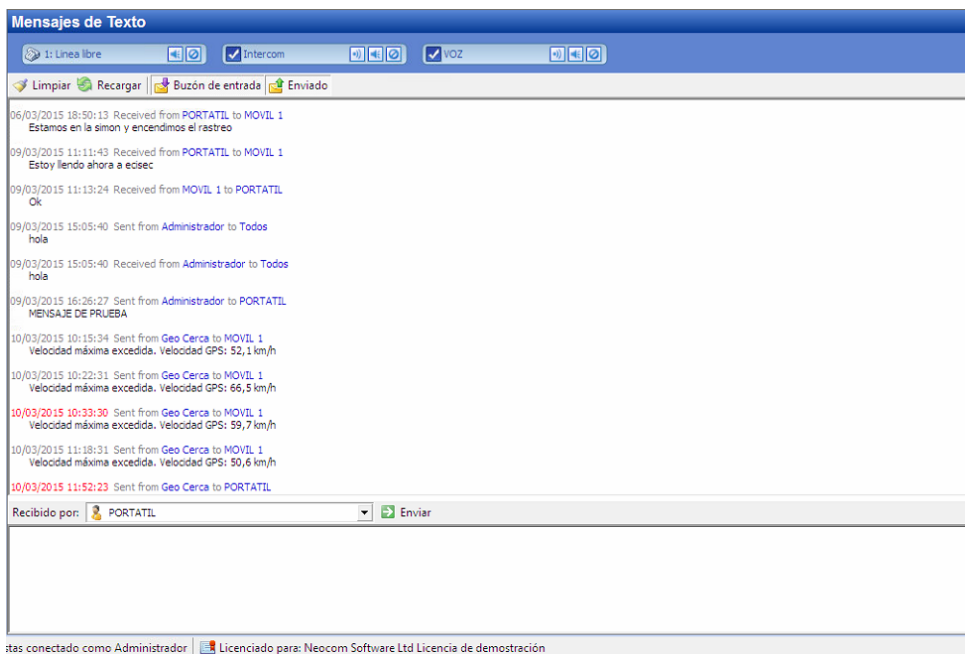 Mensajes de Texto
1: Linea libre Intercom VOZ
Limpiar Recargar Buzón de entrada Enviado
06/03/2015 18:50:13 Received from PORTATIL to MOVIL 1
Estamos en la simon y encendimos el rastreo
09/03/2015 11:11:43 Received from PORTATIL to MOVIL 1
Estoy llendo ahora a ecisec
09/03/2015 11:13:24 Received from MOVIL 1 to PORTATIL
Ok
09/03/2015 15:05:40 Sent from Administrador to Todos
hola
09/03/2015 15:05:40 Received from Administrador to Todos
hola
09/03/2015 16:26:27 Sent from Administrador to PORTATIL
MENSAJE DE PRUEBA
10/03/2015 10:15:34 Sent from Geo Cerca to MOVIL 1
Velocidad máxima excedida. Velocidad GPS: 52,1 km/h
10/03/2015 10:22:31 Sent from Geo Cerca to MOVIL 1
Velocidad máxima excedida. Velocidad GPS: 66,5 km/h
10/03/2015 10:33:30 Sent from Geo Cerca to MOVIL 1
Velocidad máxima excedida. Velocidad GPS: 59,7 km/h
10/03/2015 11:18:31 Sent from Geo Cerca to MOVIL 1
Velocidad máxima excedida. Velocidad GPS: 50,6 km/h
10/03/2015 11:52:23 Sent from Geo Cerca to PORTATIL
Recibido por: PORTATIL Enviar
stas conectado como Administrador Licenciado para: Neocom Software Ltd Licencia de demostración